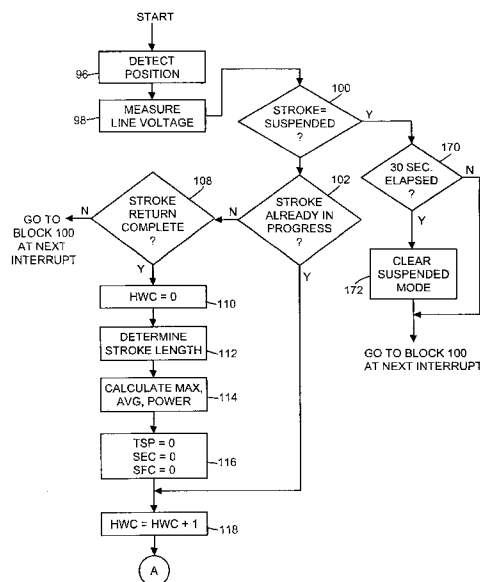 START
DETECT
POSITION
96
MEASURE
LINE VOLTAGE
98
100
STROKE=
SUSPENDED
?
Y
170
30 SEC.
ELAPSED
?
N
Y
108
STROKE
RETURN
COMPLETE
?
N
Y
GO TO
BLOCK 100
AT NEXT
INTERRUPT
102
STROKE
ALREADY IN
PROGRESS
?
N
Y
CLEAR
SUSPENDED
MODE
172
GO TO BLOCK 100
AT NEXT INTERRUPT
HWC = 0
110
DETERMINE
STROKE LENGTH
112
CALCULATE MAX,
AVG, POWER
114
TSP = 0
SEC = 0
SFC = 0
116
HWC = HWC + 1
118
A